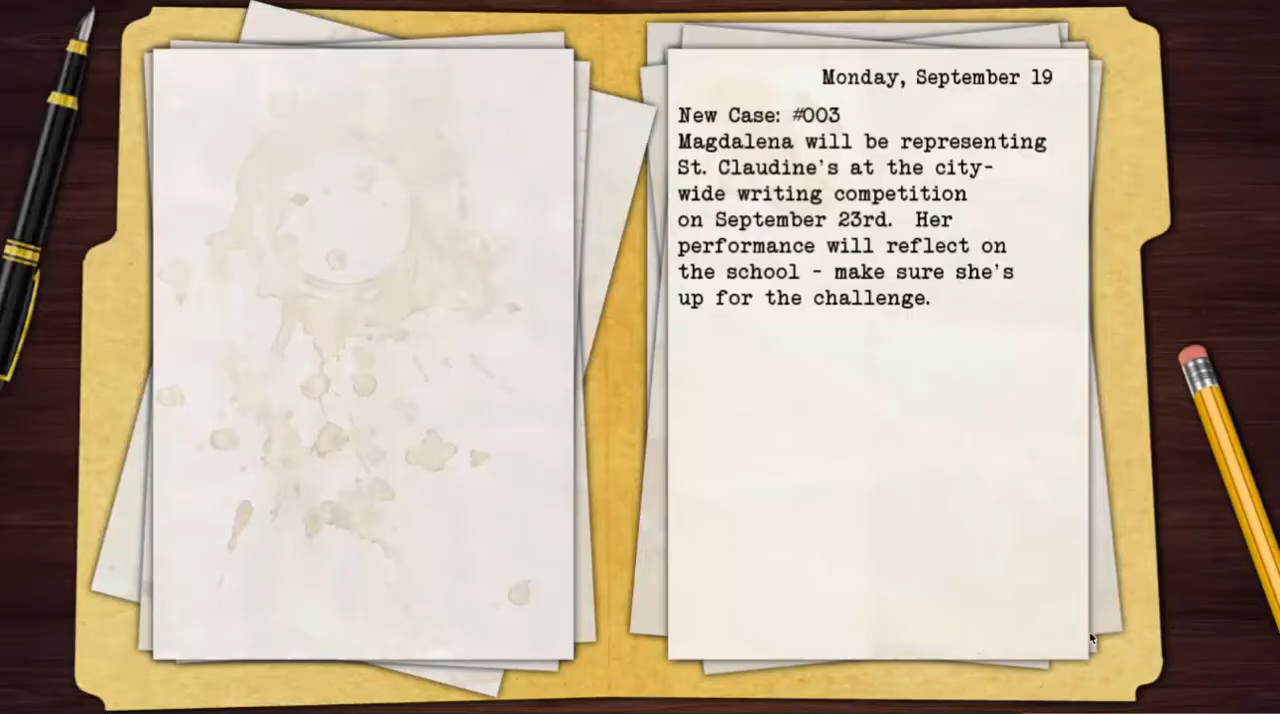 Monday, September 19
New Case: #003
Magdalena will be representing
St. Claudine's at the city-
wide writing competition
on September 23rd.  Her
performance will reflect on
the school - make sure she's
up for the challenge.